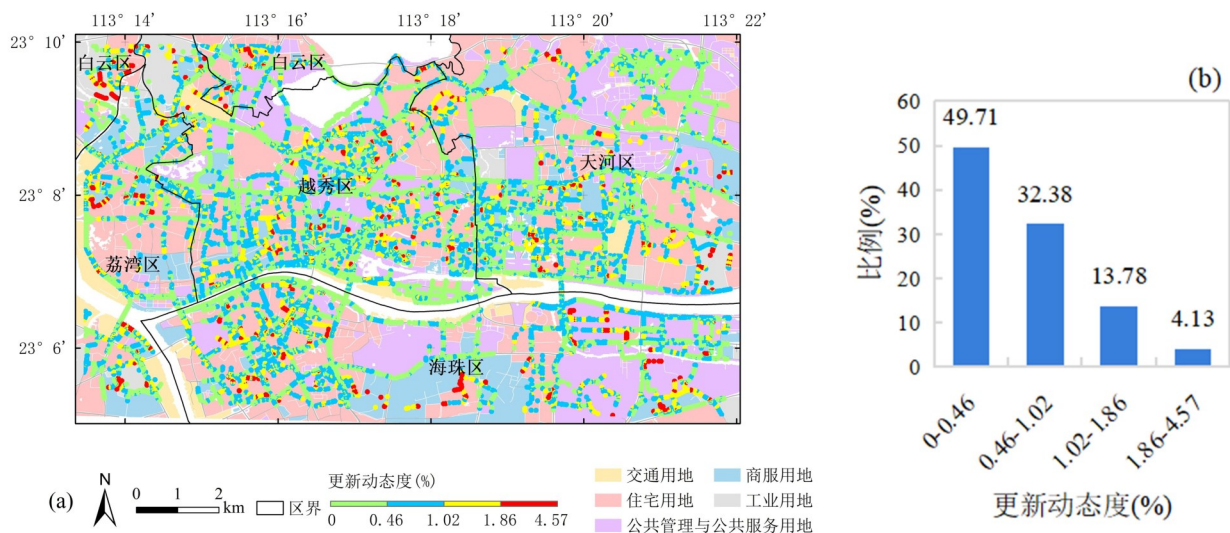 113° 14′ 113° 16′ 113° 18′ 113° 20′ 113° 22′
23° 10′
白云区 白云区
天河区
23° 8′
越秀区
荔湾区
23° 6′
海珠区
(a) N
0 1 2
km
区界
更新动态度(%)
0 0.46 1.02 1.86 4.57
交通用地 商服用地
住宅用地 工业用地
公共管理与公共服务用地
(b)
比例(%)
60
50
40
30
20
10
0
49.71
32.38
13.78
4.13
0-0.46
0.46-1.02
1.02-1.86
1.86-4.57
更新动态度(%)